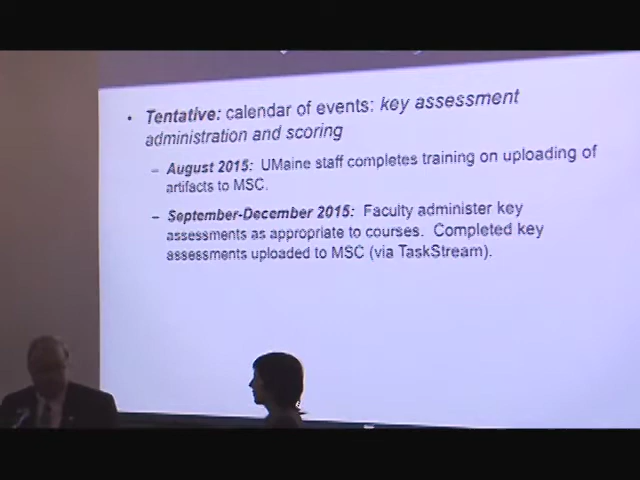 • Tentative: calendar of events: key assessment
administration and scoring
– August 2015: UMaine staff completes training on uploading of
artifacts to MSC.
– September-December 2015: Faculty administer key
assessments as appropriate to courses. Completed key
assessments uploaded to MSC (via TaskStream).